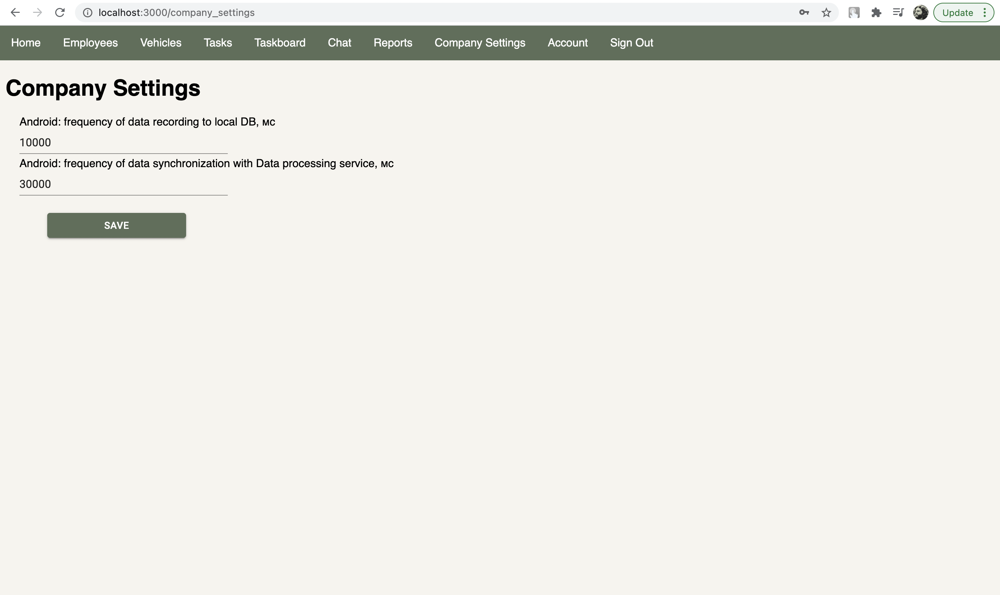 localhost:3000/company_settings
Update
Home Employees Vehicles Tasks Taskboard Chat Reports Company Settings Account Sign Out
Company Settings
Android: frequency of data recording to local DB, мс
10000
Android: frequency of data synchronization with Data processing service, мс
30000
SAVE